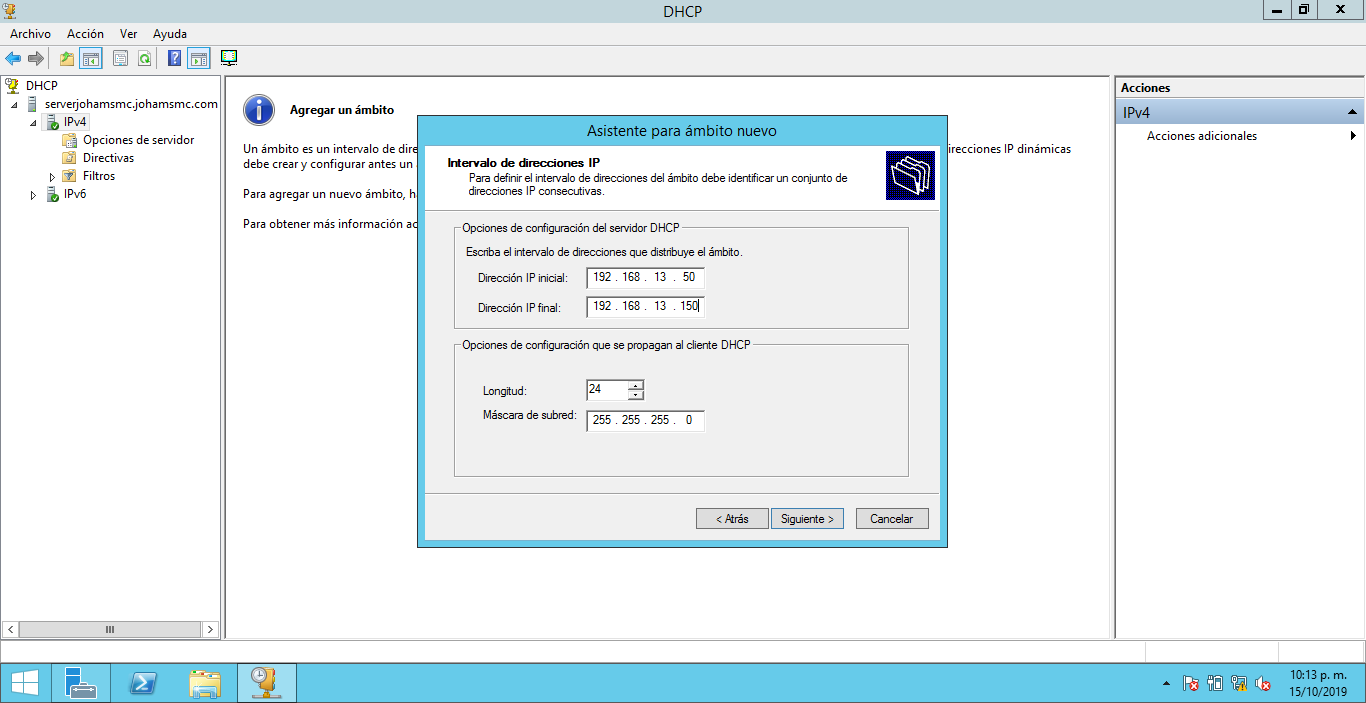 DHCP
Archivo Acción Ver Ayuda
DHCP
serverjohamsmc.johamsmc.com
IPv4
Opciones de servidor
Directivas
Filtros
IPv6
Agregar un ámbito
Un ámbito es un intervalo de dire
irecciones IP dinámicas
debe crear y configurar antes un
Para agregar un nuevo ámbito, h
Para obtener más información ac
Asistente para ámbito nuevo
Intervalo de direcciones IP
Para definir el intervalo de direcciones del ámbito debe identificar un conjunto de
direcciones IP consecutivas.
Opciones de configuración del servidor DHCP
Escriba el intervalo de direcciones que distribuye el ámbito.
Dirección IP inicial: 192 . 168 . 13 . 50
Dirección IP final: 192 . 168 . 13 . 150
Opciones de configuración que se propagan al cliente DHCP
Longitud: 24
Máscara de subred: 255 . 255 . 255 . 0
< Atrás Siguiente > Cancelar
Acciones
IPv4
Acciones adicionales
10:13 p. m.
15/10/2019